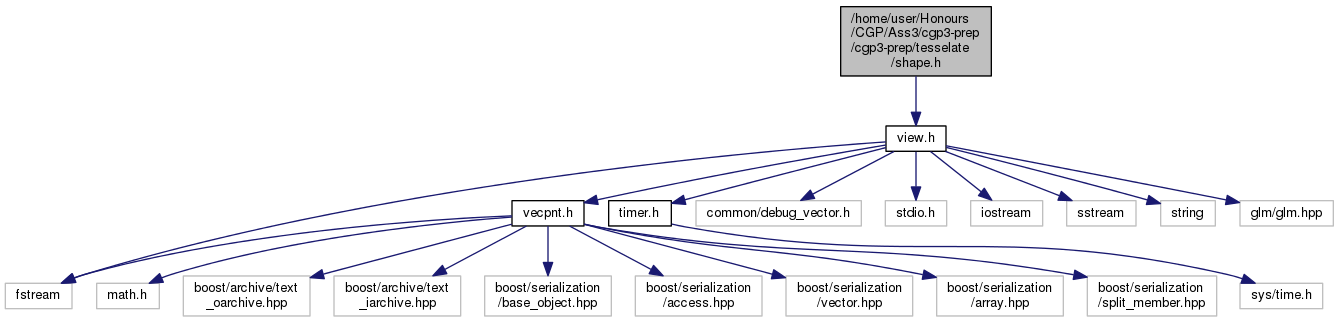 /home/user/Honours
/CGP/Ass3/cgp3-prep
/cgp3-prep/tesselate
/shape.h
view.h
vecpnt.h
timer.h
common/debug_vector.h
stdio.h
iostream
sstream
string
glm/glm.hpp
fstream
math.h
boost/archive/text
_oarchive.hpp
boost/archive/text
_iarchive.hpp
boost/serialization
/base_object.hpp
boost/serialization
/access.hpp
boost/serialization
/vector.hpp
boost/serialization
/array.hpp
boost/serialization
/split_member.hpp
sys/time.h